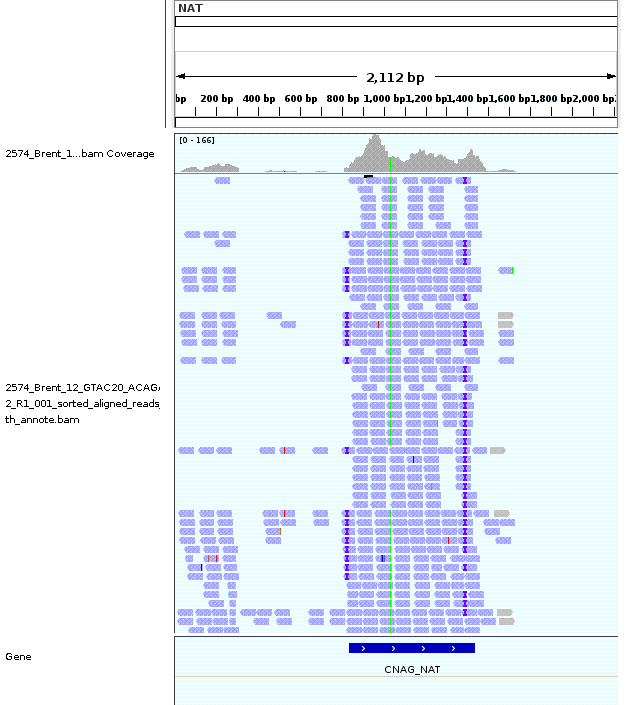 NAT
2,112 bp
bp 200 bp 400 bp 600 bp 800 bp 1,000 bp 1,200 bp 1,400 bp 1,600 bp 1,800 bp 2,000 bp
[0 - 166]
2574_Brent_1...bam Coverage
2574_Brent_12_GTAC20_ACAG
2_R1_001_sorted_aligned_reads_
th_annote.bam
Gene
CNAG_NAT